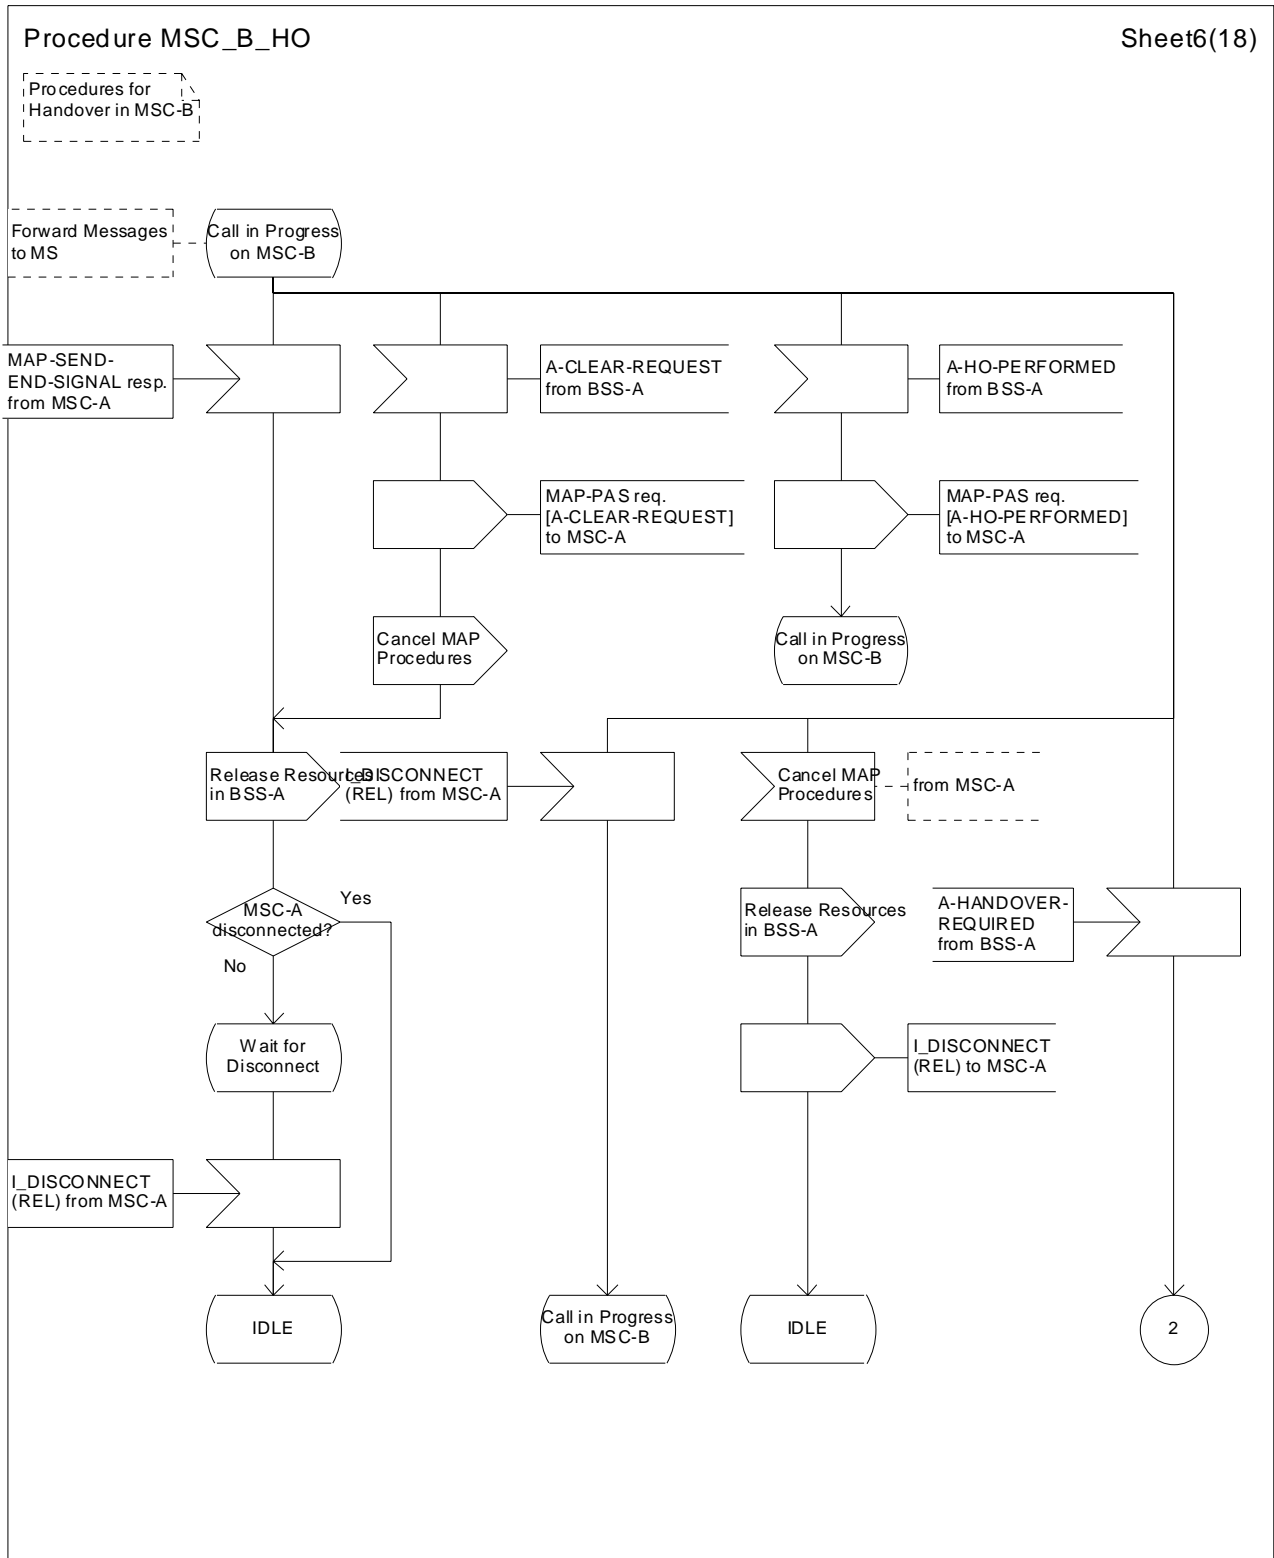 Procedure MSC_B_HO
Sheet6(18)
Procedures for
Handover in MSC-B
Forward Messages
to MS
Call in Progress
on MSC-B
MAP-SEND-
END-SIGNAL resp.
from MSC-A
A-CLEAR-REQUEST
from BSS-A
A-HO-PERFORMED
from BSS-A
MAP-PAS req.
[A-CLEAR-REQUEST]
to MSC-A
MAP-PAS req.
[A-HO-PERFORMED]
to MSC-A
Cancel MAP
Procedures
Call in Progress
on MSC-B
Release Resources
in BSS-A
I_DISCONNECT
(REL) from MSC-A
Cancel MAP
Procedures
from MSC-A
MSC-A
disconnected?
Yes
No
Release Resources
in BSS-A
A-HANDOVER-
REQUIRED
from BSS-A
Wait for
Disconnect
I_DISCONNECT
(REL) to MSC-A
I_DISCONNECT
(REL) from MSC-A
IDLE
Call in Progress
on MSC-B
IDLE
2